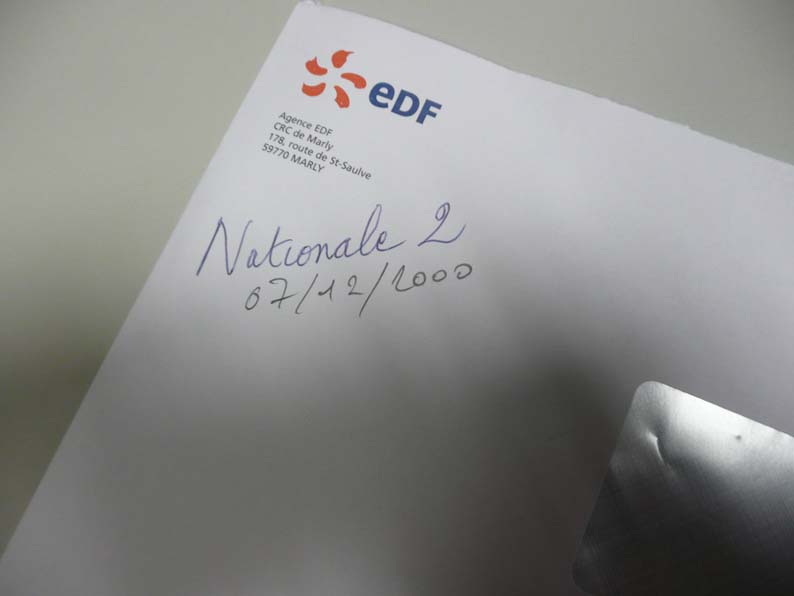 eDF
Agence EDF
CRC de Marly
178, route de St-Saulve
59770 MARLY
Nationale 2
07/12/2000